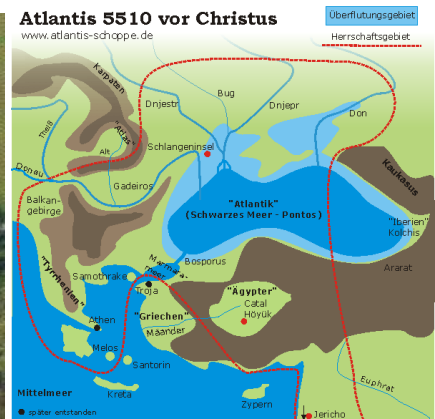 Atlantis 5510 vor Christus
www.atlantis-schoppe.de
Überflutungsgebiet
Herrschaftsgebiet
Karpaten
Bug
Dnjestr
Dnjepr
Don
Theiß
"Atlas"
Alt
Schlangeninsel
Donau
Gadeiros
Kaukasus
Balkan-
gebirge
"Atlantik"
(Schwarzes Meer - Pontos)
"Iberien"
Kolchis
Bosporus
Ararat
"Tyrrhenien"
Samothrake
Marmara-
meer
Troja
"Ägypter"
Catal
Höyük
"Griechen"
Athen
Mäander
Melos
Santorin
Euphrat
Mittelmeer
Kreta
Zypern
später entstanden
Jericho